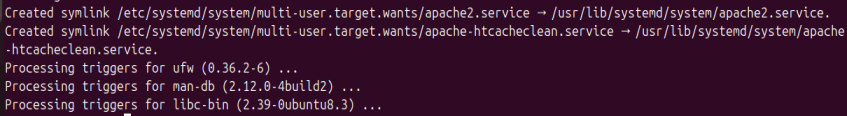 Created symlink /etc/systemd/system/multi-user.target.wants/apache2.service → /usr/lib/systemd/system/apache2.service.
Created symlink /etc/systemd/system/multi-user.target.wants/apache-htcacheclean.service → /usr/lib/systemd/system/apache
-htcacheclean.service.
Processing triggers for ufw (0.36.2-6) ...
Processing triggers for man-db (2.12.0-4build2) ...
Processing triggers for libc-bin (2.39-0ubuntu8.3) ...